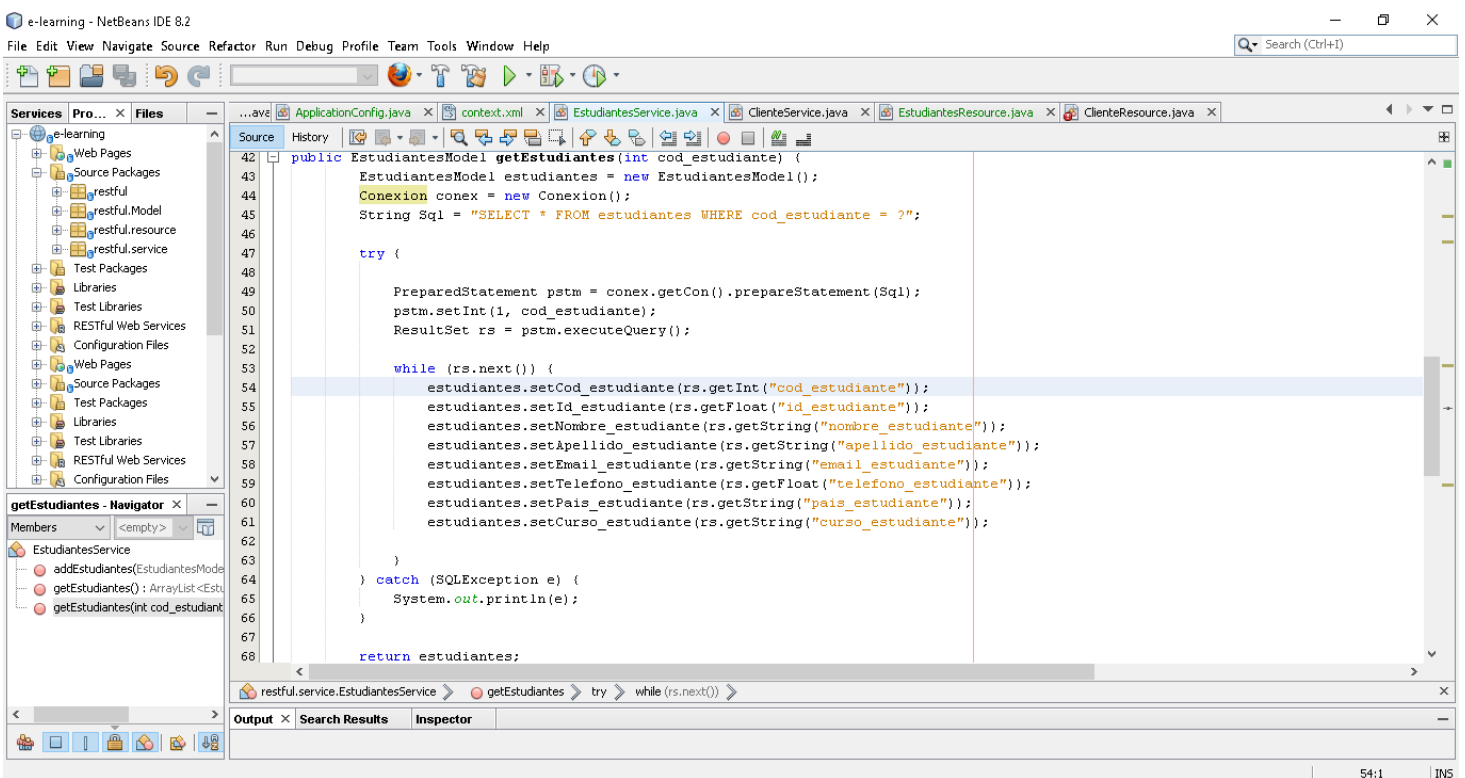 e-learning - NetBeans IDE 8.2
File Edit View Navigate Source Refactor Run Debug Profile Team Tools Window Help
Search (Ctrl+I)
Services Pro... Files
...ava ApplicationConfig.java context.xml EstudiantesService.java ClienteService.java EstudiantesResource.java ClienteResource.java
Source History
e-learning
Web Pages
Source Packages
restful
restful.Model
restful.resource
restful.service
Test Packages
Libraries
Test Libraries
RESTful Web Services
Configuration Files
Web Pages
Source Packages
Test Packages
Libraries
Test Libraries
RESTful Web Services
Configuration Files
getEstudiantes - Navigator
Members <empty>
EstudiantesService
addEstudiantes(EstudiantesMode
getEstudiantes() : ArrayList<Estu
getEstudiantes(int cod_estudiant
42 public EstudiantesModel getEstudiantes(int cod_estudiante) {
43 EstudiantesModel estudiantes = new EstudiantesModel();
44 Conexion conex = new Conexion();
45 String Sql = "SELECT * FROM estudiantes WHERE cod_estudiante = ?";
46
47 try {
48
49 PreparedStatement pstm = conex.getCon().prepareStatement(Sql);
50 pstm.setInt(1, cod_estudiante);
51 ResultSet rs = pstm.executeQuery();
52
53 while (rs.next()) {
54 estudiantes.setCod_estudiante(rs.getInt("cod_estudiante"));
55 estudiantes.setId_estudiante(rs.getFloat("id_estudiante"));
56 estudiantes.setNombre_estudiante(rs.getString("nombre_estudiante"));
57 estudiantes.setApellido_estudiante(rs.getString("apellido_estudiante"));
58 estudiantes.setEmail_estudiante(rs.getString("email_estudiante"));
59 estudiantes.setTelefono_estudiante(rs.getFloat("telefono_estudiante"));
60 estudiantes.setPais_estudiante(rs.getString("pais_estudiante"));
61 estudiantes.setCurso_estudiante(rs.getString("curso_estudiante"));
62
63 }
64 } catch (SQLException e) {
65 System.out.println(e);
66 }
67
68 return estudiantes;
restful.service.EstudiantesService getEstudiantes try while (rs.next())
Output Search Results Inspector
54:1 INS